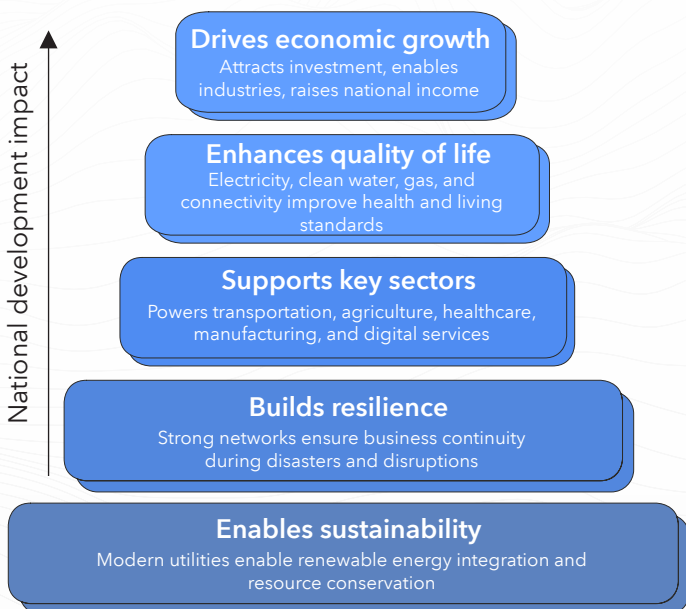 National development impact
Drives economic growth
Attracts investment, enables
industries, raises national income
Enhances quality of life
Electricity, clean water, gas, and
connectivity improve health and living
standards
Supports key sectors
Powers transportation, agriculture, healthcare,
manufacturing, and digital services
Builds resilience
Strong networks ensure business continuity
during disasters and disruptions
Enables sustainability
Modern utilities enable renewable energy integration and
resource conservation